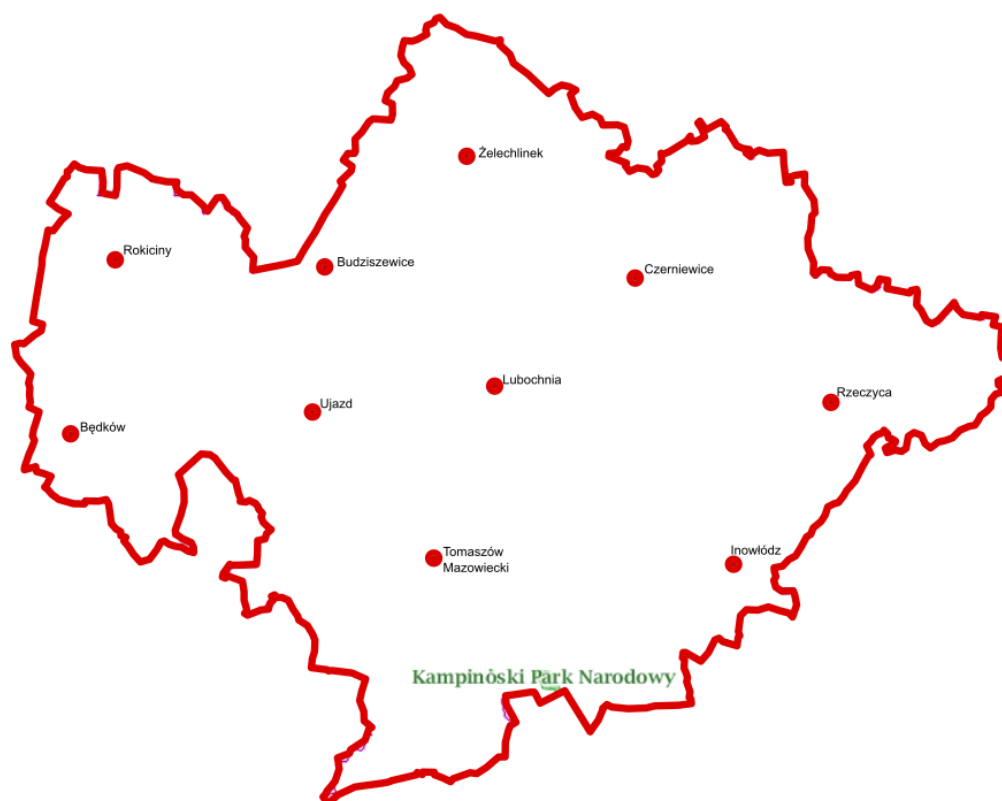 Żelechlinek
Rokiciny
Budziszewice
Czerniewice
Lubochnia
Rzeczyca
Ujazd
Będków
Tomaszów
Mazowiecki
Inowłódz
Kampinoski Park Narodowy